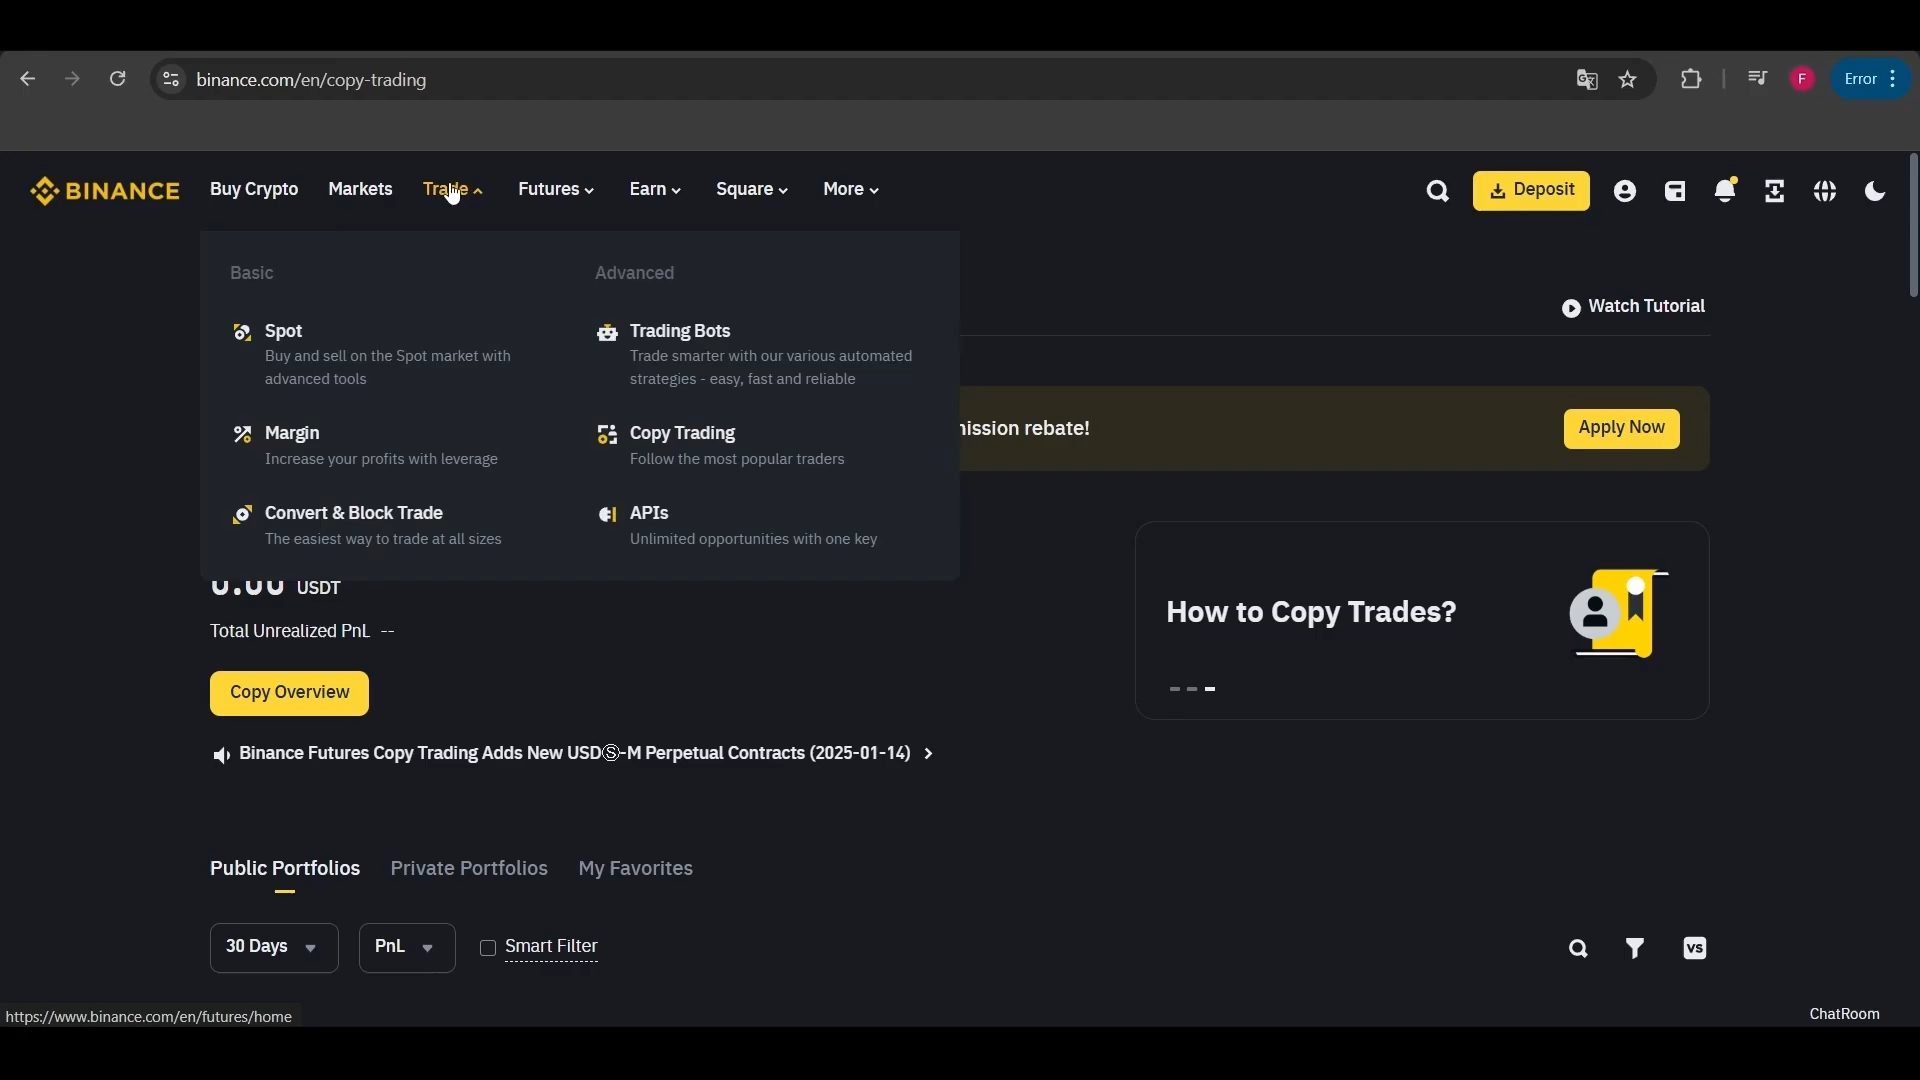 binance.com/en/copy-trading
F
Error
BINANCE
Buy Crypto
Markets
Trade
Futures
Earn
Square
More
Deposit
Basic
Advanced
Spot
Buy and sell on the Spot market with
advanced tools
Trading Bots
Trade smarter with our various automated
strategies - easy, fast and reliable
Margin
Increase your profits with leverage
Copy Trading
Follow the most popular traders
Convert & Block Trade
The easiest way to trade at all sizes
APIs
Unlimited opportunities with one key
Watch Tutorial
mission rebate!
Apply Now
0.00 USDT
Total Unrealized PnL --
Copy Overview
How to Copy Trades?
Binance Futures Copy Trading Adds New USDⓈ-M Perpetual Contracts (2025-01-14)
Public Portfolios
Private Portfolios
My Favorites
30 Days
PnL
Smart Filter
VS
https://www.binance.com/en/futures/home
ChatRoom